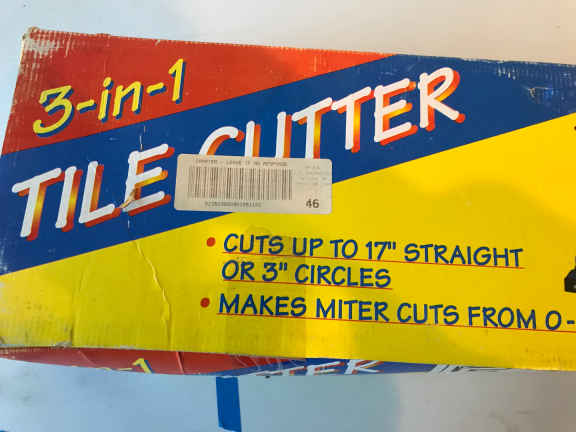 3-in-1
TILE CUTTER
46
• CUTS UP TO 17" STRAIGHT
OR 3" CIRCLES
• MAKES MITER CUTS FROM 0-